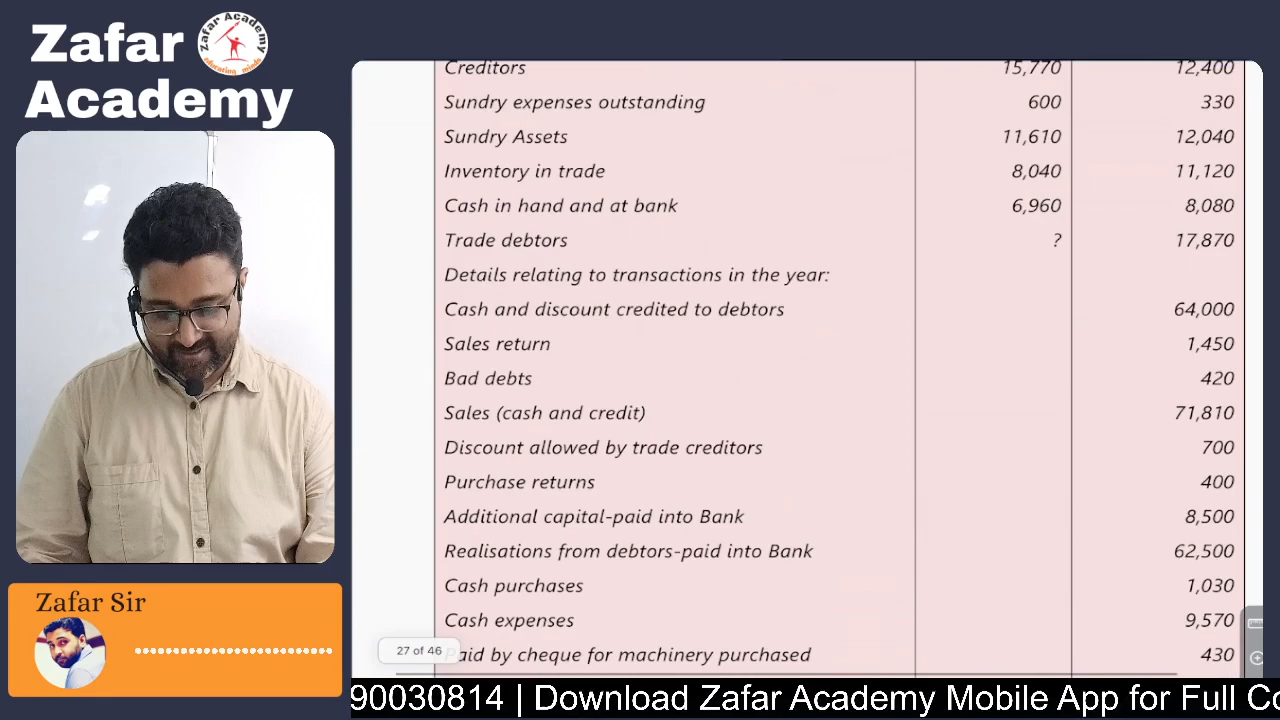 Zafar
Academy
Zafar Academy
educating minds
Creditors 15,770 12,400
Sundry expenses outstanding 600 330
Sundry Assets 11,610 12,040
Inventory in trade 8,040 11,120
Cash in hand and at bank 6,960 8,080
Trade debtors ? 17,870
Details relating to transactions in the year:
Cash and discount credited to debtors 64,000
Sales return 1,450
Bad debts 420
Sales (cash and credit) 71,810
Discount allowed by trade creditors 700
Purchase returns 400
Additional capital-paid into Bank 8,500
Realisations from debtors-paid into Bank 62,500
Cash purchases 1,030
Cash expenses 9,570
27 of 46
Paid by cheque for machinery purchased 430
Zafar Sir
90030814 | Download Zafar Academy Mobile App for Full Co